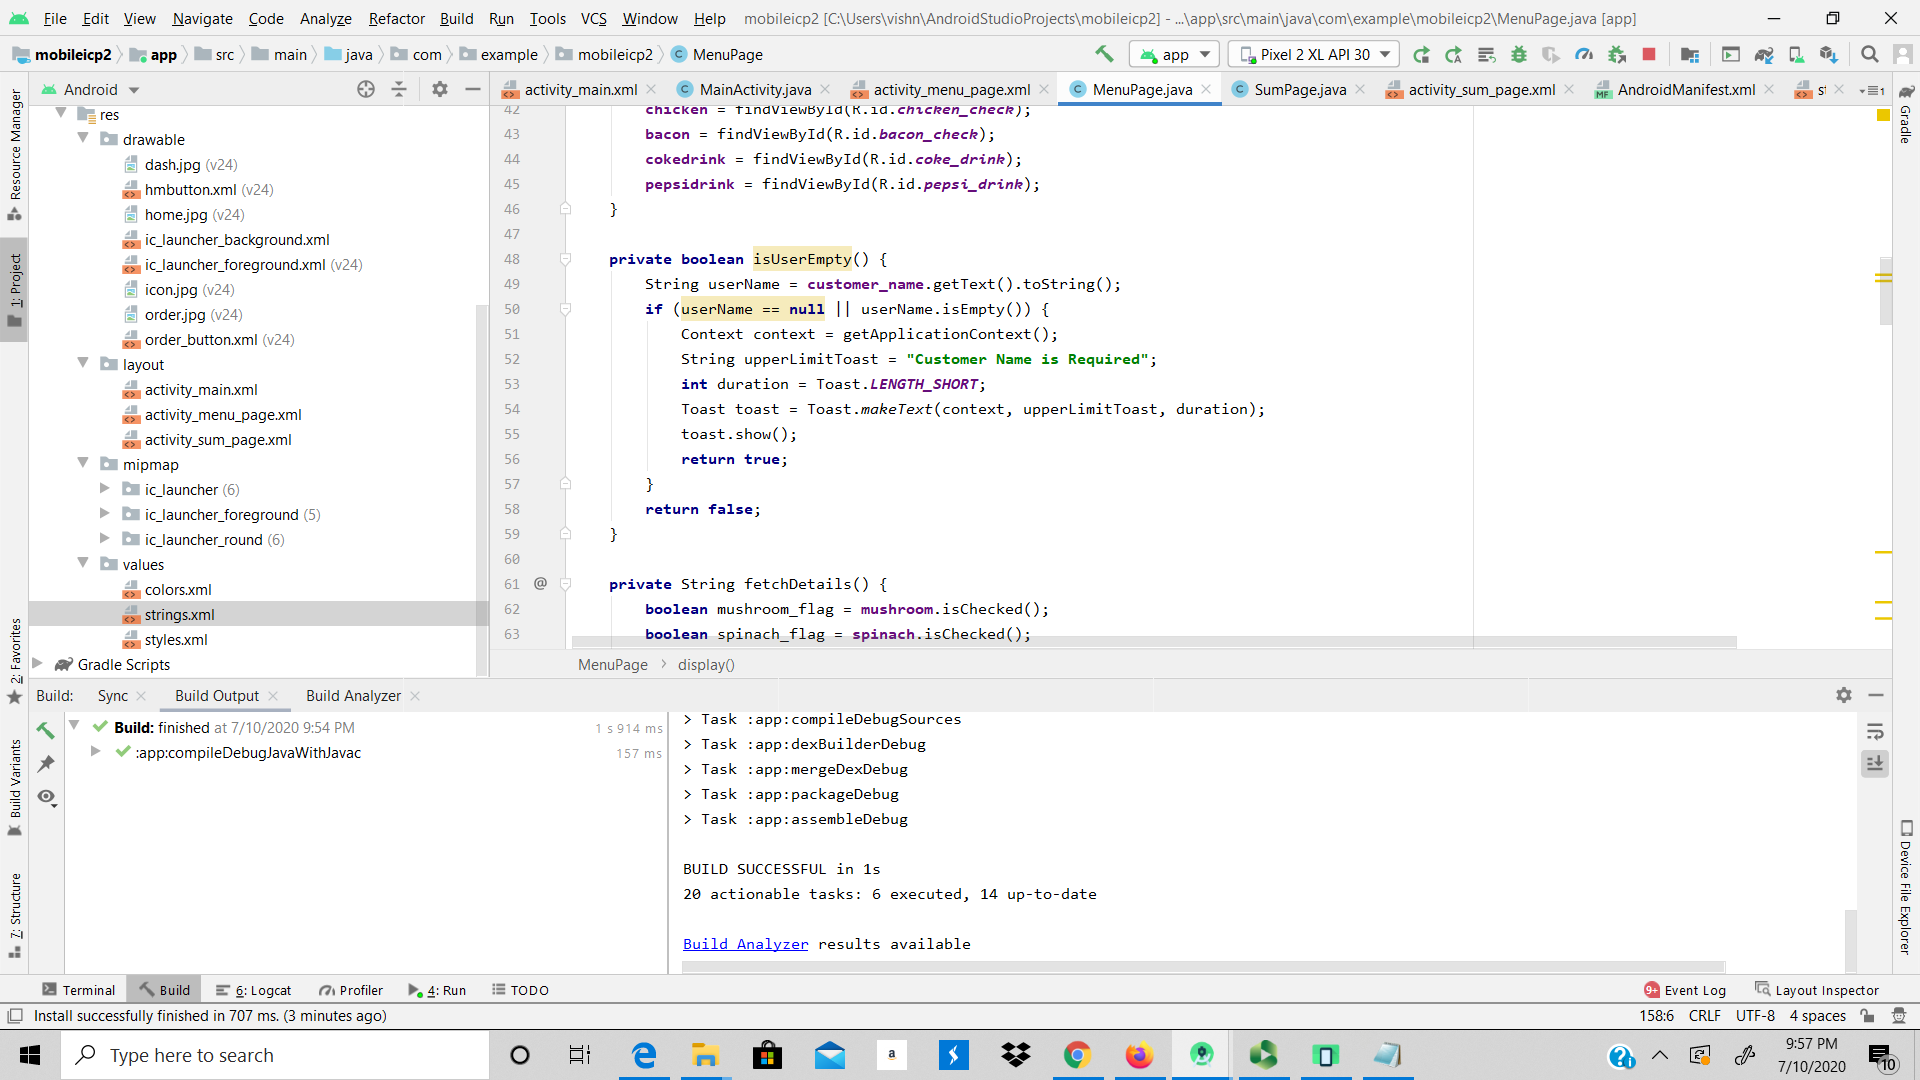 File Edit View Navigate Code Analyze Refactor Build Run Tools VCS Window Help mobileicp2 [C:\Users\vishn\AndroidStudioProjects\mobileicp2] - ...\app\src\main\java\com\example\mobileicp2\MenuPage.java [app]
mobileicp2 app src main java com example mobileicp2 MenuPage app Pixel 2 XL API 30
Android
activity_main.xml MainActivity.java activity_menu_page.xml MenuPage.java SumPage.java activity_sum_page.xml AndroidManifest.xml
Resource Manager
1: Project
2: Favorites
Build Variants
7: Structure
res
drawable
dash.jpg (v24)
hmbutton.xml (v24)
home.jpg (v24)
ic_launcher_background.xml
ic_launcher_foreground.xml (v24)
icon.jpg (v24)
order.jpg (v24)
order_button.xml (v24)
layout
activity_main.xml
activity_menu_page.xml
activity_sum_page.xml
mipmap
ic_launcher (6)
ic_launcher_foreground (5)
ic_launcher_round (6)
values
colors.xml
strings.xml
styles.xml
Gradle Scripts
42 chicken = findViewById(R.id.chicken_check);
43 bacon = findViewById(R.id.bacon_check);
44 cokedrink = findViewById(R.id.coke_drink);
45 pepsidrink = findViewById(R.id.pepsi_drink);
46 }
47
48 private boolean isUserEmpty() {
49 String userName = customer_name.getText().toString();
50 if (userName == null || userName.isEmpty()) {
51 Context context = getApplicationContext();
52 String upperLimitToast = "Customer Name is Required";
53 int duration = Toast.LENGTH_SHORT;
54 Toast toast = Toast.makeText(context, upperLimitToast, duration);
55 toast.show();
56 return true;
57 }
58 return false;
59 }
60
61 @ private String fetchDetails() {
62 boolean mushroom_flag = mushroom.isChecked();
63 boolean spinach_flag = spinach.isChecked();
MenuPage > display()
Gradle
Device File Explorer
Build: Sync Build Output Build Analyzer
Build: finished at 7/10/2020 9:54 PM 1 s 914 ms
:app:compileDebugJavaWithJavac 157 ms
> Task :app:compileDebugSources
> Task :app:dexBuilderDebug
> Task :app:mergeDexDebug
> Task :app:packageDebug
> Task :app:assembleDebug
BUILD SUCCESSFUL in 1s
20 actionable tasks: 6 executed, 14 up-to-date
Build Analyzer results available
Terminal Build 6: Logcat Profiler 4: Run TODO 9+ Event Log Layout Inspector
Install successfully finished in 707 ms. (3 minutes ago) 158:6 CRLF UTF-8 4 spaces
Type here to search
9:57 PM
7/10/2020
10